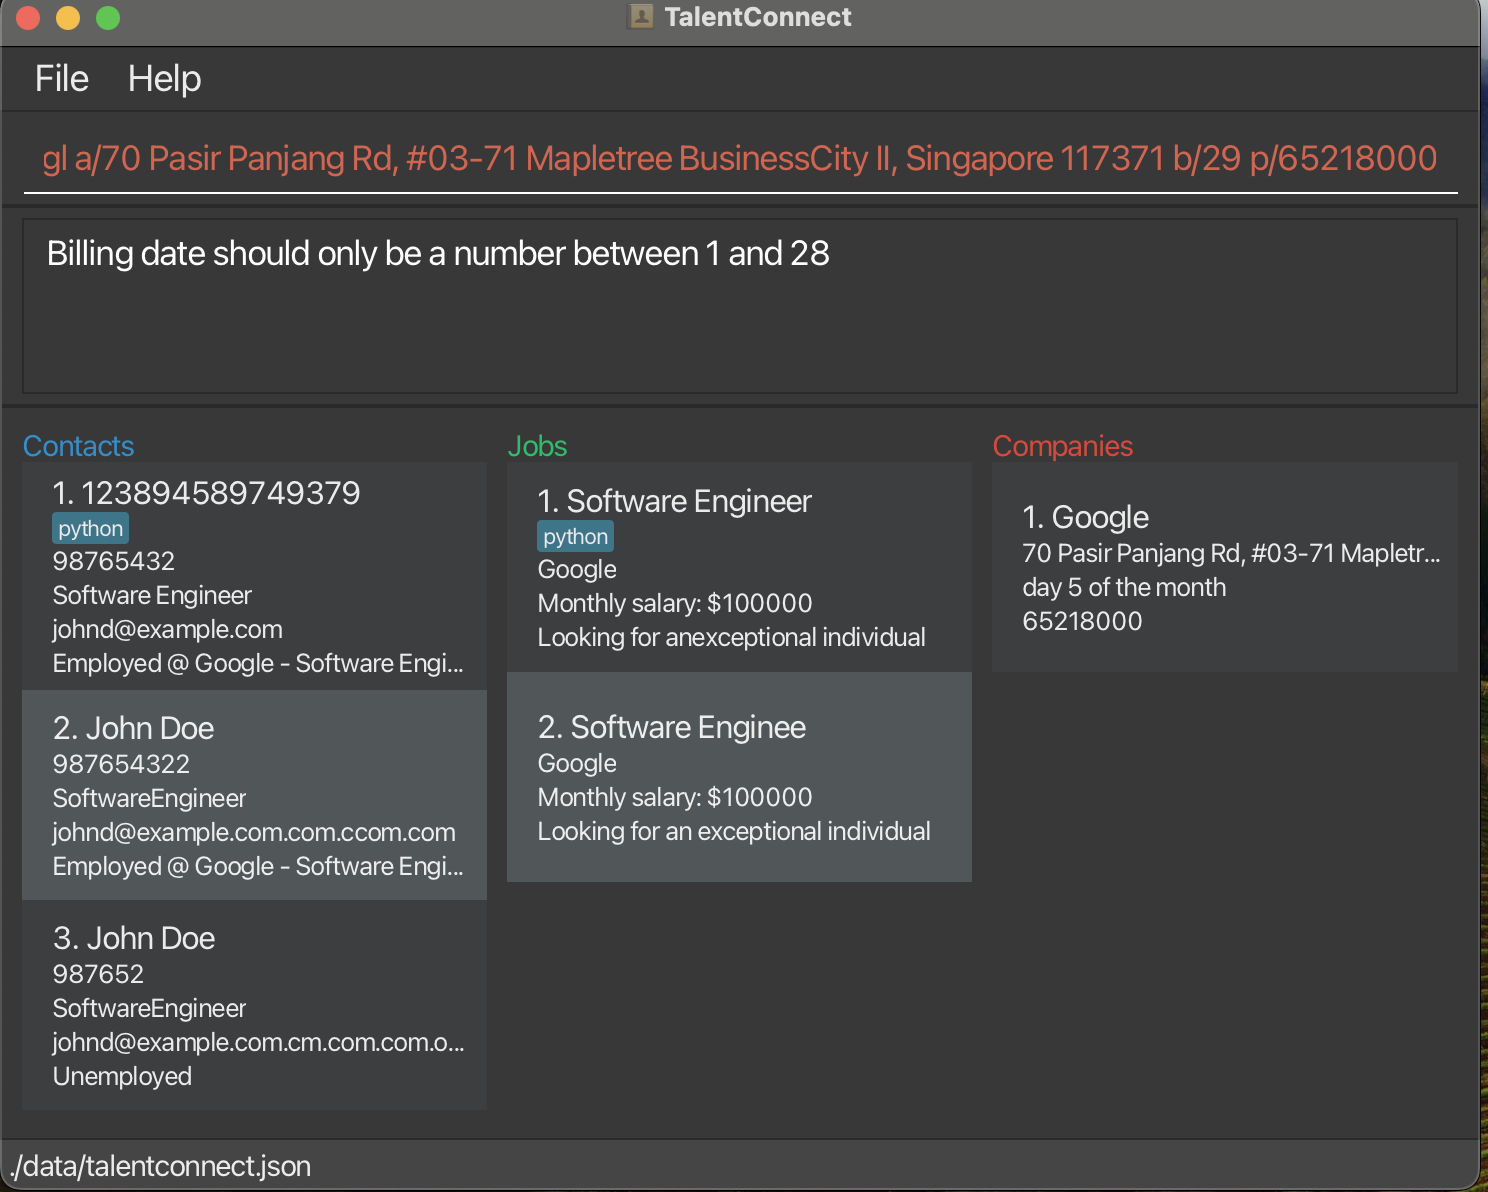 TalentConnect
File Help
gl a/70 Pasir Panjang Rd, #03-71 Mapletree BusinessCity II, Singapore 117371 b/29 p/65218000
Billing date should only be a number between 1 and 28
Contacts
1. 123894589749379
python
98765432
Software Engineer
johnd@example.com
Employed @ Google - Software Engi...
2. John Doe
987654322
SoftwareEngineer
johnd@example.com.com.ccom.com
Employed @ Google - Software Engi...
3. John Doe
987652
SoftwareEngineer
johnd@example.com.cm.com.com.o...
Unemployed
Jobs
1. Software Engineer
python
Google
Monthly salary: $100000
Looking for anexceptional individual
2. Software Enginee
Google
Monthly salary: $100000
Looking for an exceptional individual
Companies
1. Google
70 Pasir Panjang Rd, #03-71 Mapletr...
day 5 of the month
65218000
./data/talentconnect.json